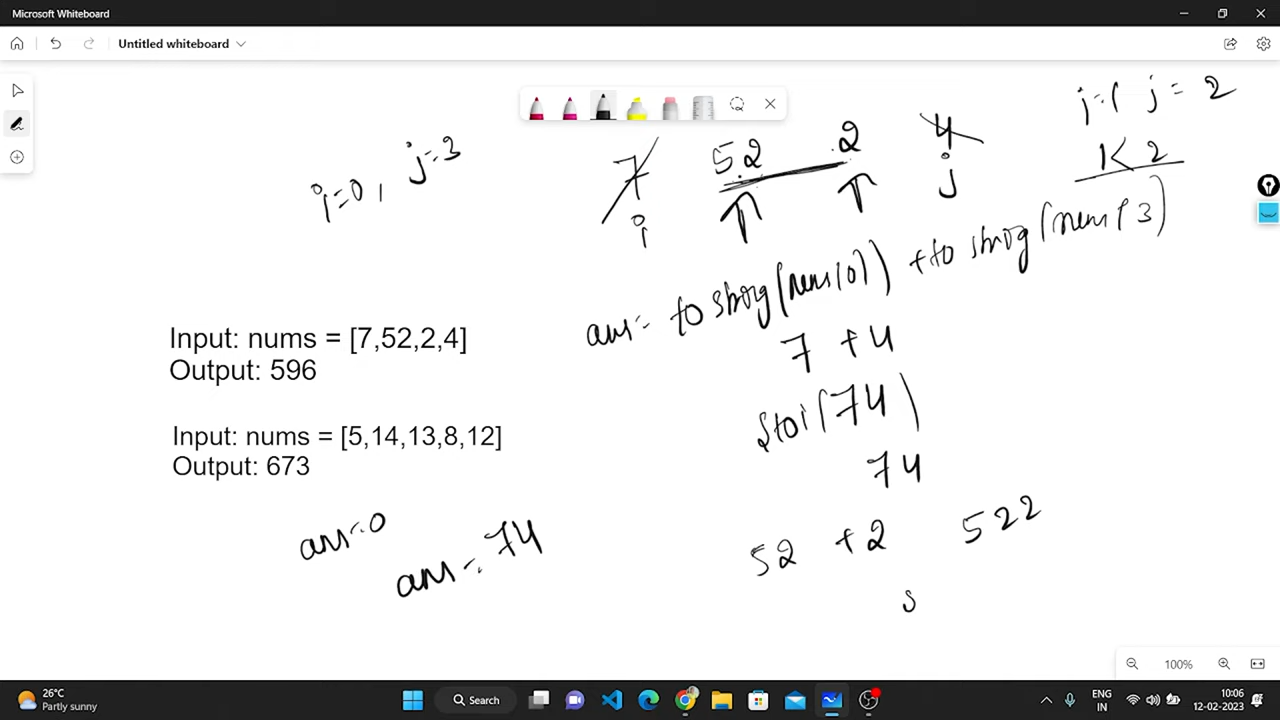 Microsoft Whiteboard
Untitled whiteboard
i=0, j=3
7 52 2 4
i j
i=1 j=2
1<2
ans= to string(nums(0)) + to string(nums(3)
7 + 4
Stoi(74)
74
52 + 2 522
s
Input: nums = [7,52,2,4]
Output: 596
Input: nums = [5,14,13,8,12]
Output: 673
ans=0
ans=74
100%
26°C
Partly sunny
Search
ENG
IN
10:06
12-02-2023